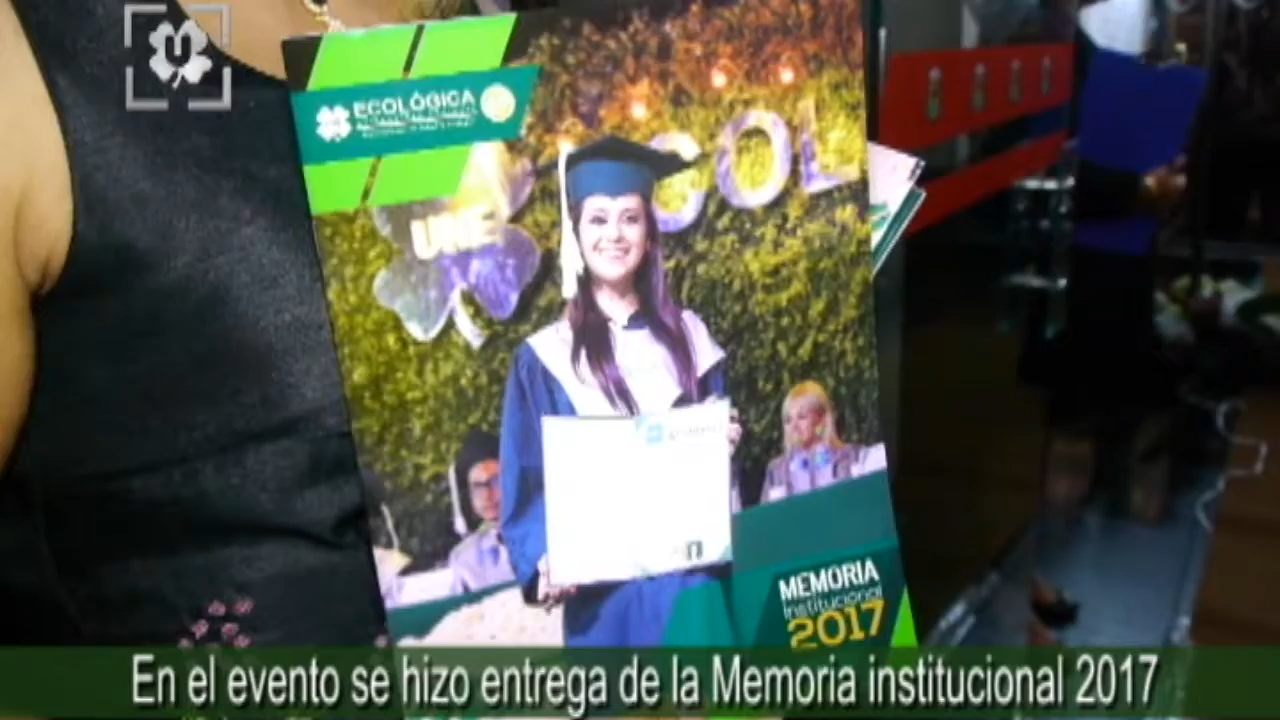 U
ECOLÓGICA
UNE
COL
MEMORIA
institucional
2017
En el evento se hizo entrega de la Memoria institucional 2017